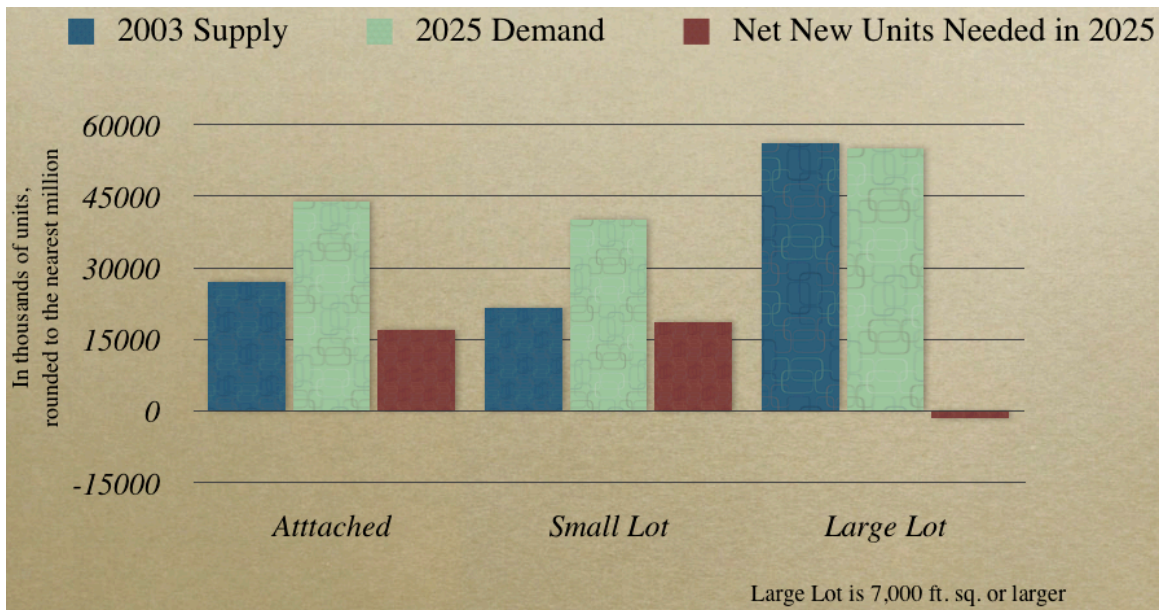 2003 Supply 2025 Demand Net New Units Needed in 2025
In thousands of units,
rounded to the nearest million
60000
45000
30000
15000
0
-15000
Atttached Small Lot Large Lot
Large Lot is 7,000 ft. sq. or larger